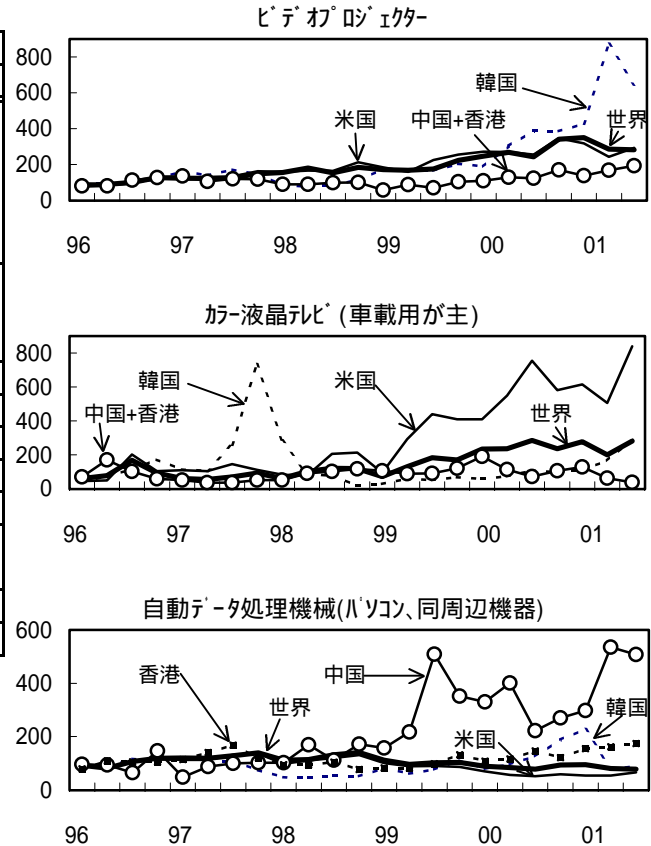 ビデオプロジェクター
800
600
400
200
0
韓国
米国
中国+香港
世界
96 97 98 99 00 01
カラー液晶テレビ(車載用が主)
800
600
400
200
0
韓国
米国
中国+香港
世界
96 97 98 99 00 01
自動データ処理機械(パソコン、同周辺機器)
600
400
200
0
香港
世界
中国
米国
韓国
96 97 98 99 00 01